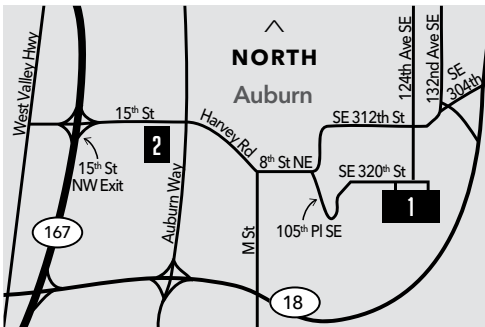 NORTH
Auburn
West Valley Hwy
15th St
2
15th St
NW Exit
Auburn Way
Harvey Rd
8th St NE
M St
SE 312th St
SE 320th St
105th Pl SE
124th Ave SE
132nd Ave SE
SE
304th
1
167
18